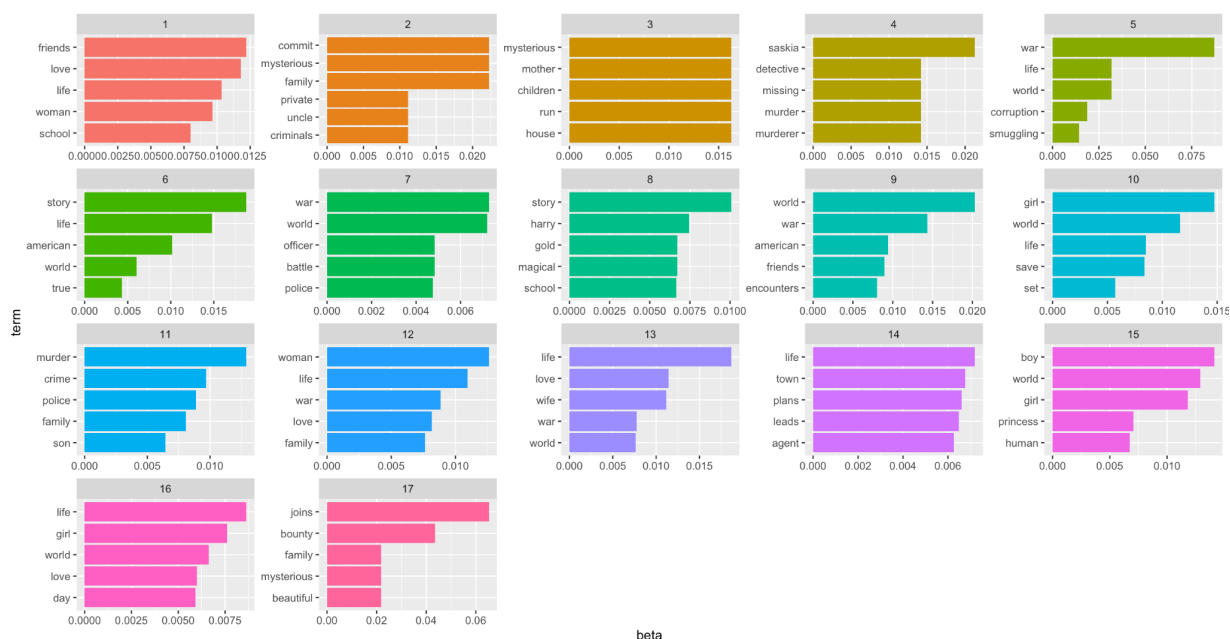 1
friends
love
life
woman
school
0.00000 0.0025 0.0050 0.0075 0.0100 0.0125
2
commit
mysterious
family
private
uncle
criminals
0.000 0.005 0.010 0.015 0.020
3
mysterious
mother
children
run
house
0.000 0.005 0.010 0.015
4
saskia
detective
missing
murder
murderer
0.000 0.005 0.010 0.015 0.020
5
war
life
world
corruption
smuggling
0.000 0.025 0.050 0.075
6
story
life
american
world
true
0.000 0.005 0.010 0.015
7
war
world
officer
battle
police
0.000 0.002 0.004 0.006
8
story
harry
gold
magical
school
0.0000 0.0025 0.0050 0.0075 0.0100
9
world
war
american
friends
encounters
0.000 0.005 0.010 0.015 0.020
10
girl
world
life
save
set
0.000 0.005 0.010 0.015
11
murder
crime
police
family
son
0.000 0.005 0.010
12
woman
life
war
love
family
0.000 0.005 0.010
13
life
love
wife
war
world
0.000 0.005 0.010 0.015
14
life
town
plans
leads
agent
0.000 0.002 0.004 0.006
15
boy
world
girl
princess
human
0.000 0.005 0.010
16
life
girl
world
love
day
0.0000 0.0025 0.0050 0.0075
17
joins
bounty
family
mysterious
beautiful
0.00 0.02 0.04 0.06
term
beta